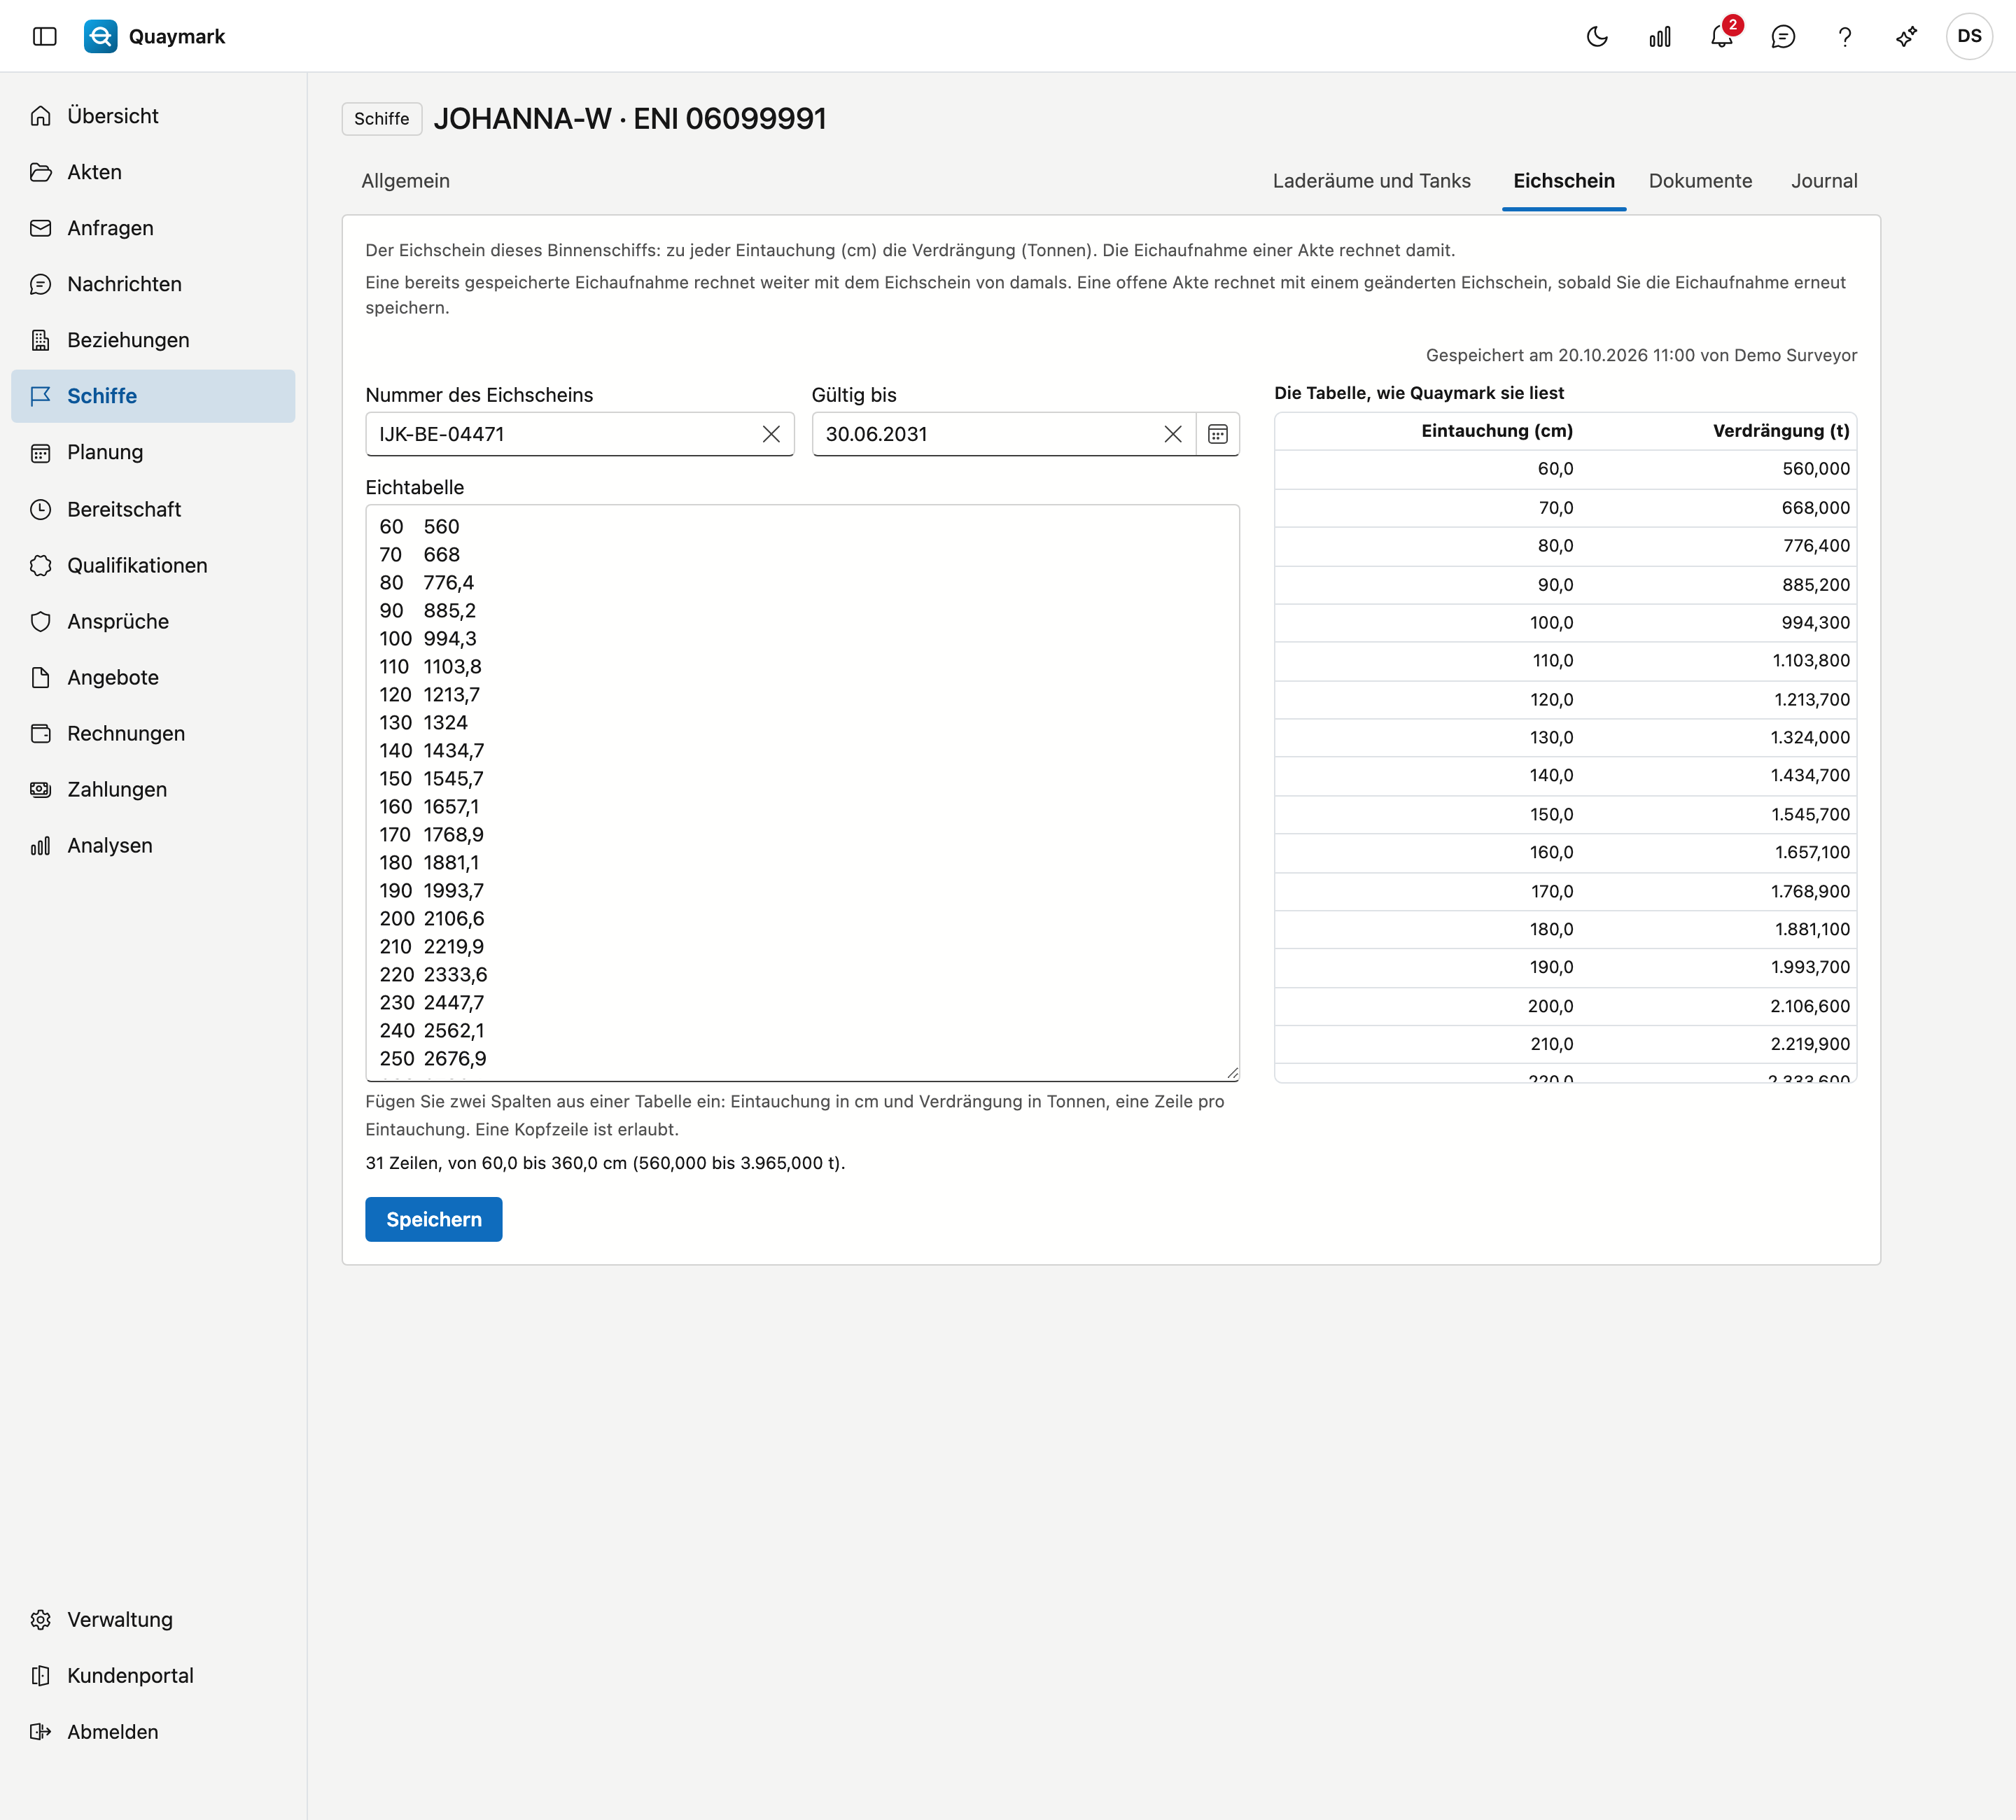 Quaymark
2
DS
Übersicht
Akten
Anfragen
Nachrichten
Beziehungen
Schiffe
Planung
Bereitschaft
Qualifikationen
Ansprüche
Angebote
Rechnungen
Zahlungen
Analysen
Verwaltung
Kundenportal
Abmelden
Schiffe JOHANNA-W · ENI 06099991
Allgemein Laderäume und Tanks Eichschein Dokumente Journal
Der Eichschein dieses Binnenschiffs: zu jeder Eintauchung (cm) die Verdrängung (Tonnen). Die Eichaufnahme einer Akte rechnet damit.
Eine bereits gespeicherte Eichaufnahme rechnet weiter mit dem Eichschein von damals. Eine offene Akte rechnet mit einem geänderten Eichschein, sobald Sie die Eichaufnahme erneut
speichern.
Gespeichert am 20.10.2026 11:00 von Demo Surveyor
Nummer des Eichscheins
IJK-BE-04471
Gültig bis
30.06.2031
Eichtabelle
60 560
70 668
80 776,4
90 885,2
100 994,3
110 1103,8
120 1213,7
130 1324
140 1434,7
150 1545,7
160 1657,1
170 1768,9
180 1881,1
190 1993,7
200 2106,6
210 2219,9
220 2333,6
230 2447,7
240 2562,1
250 2676,9
Fügen Sie zwei Spalten aus einer Tabelle ein: Eintauchung in cm und Verdrängung in Tonnen, eine Zeile pro
Eintauchung. Eine Kopfzeile ist erlaubt.
31 Zeilen, von 60,0 bis 360,0 cm (560,000 bis 3.965,000 t).
Speichern
Die Tabelle, wie Quaymark sie liest
Eintauchung (cm) Verdrängung (t)
60,0 560,000
70,0 668,000
80,0 776,400
90,0 885,200
100,0 994,300
110,0 1.103,800
120,0 1.213,700
130,0 1.324,000
140,0 1.434,700
150,0 1.545,700
160,0 1.657,100
170,0 1.768,900
180,0 1.881,100
190,0 1.993,700
200,0 2.106,600
210,0 2.219,900
220,0 2.333,600